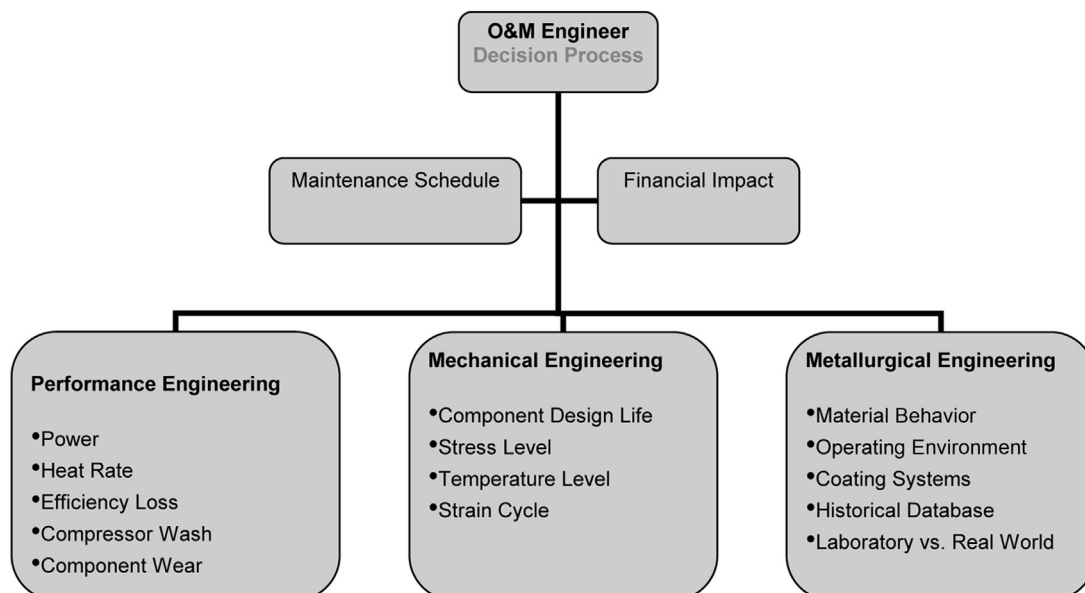 O&M Engineer
Decision Process
Maintenance Schedule
Financial Impact
Performance Engineering
•Power
•Heat Rate
•Efficiency Loss
•Compressor Wash
•Component Wear
Mechanical Engineering
•Component Design Life
•Stress Level
•Temperature Level
•Strain Cycle
Metallurgical Engineering
•Material Behavior
•Operating Environment
•Coating Systems
•Historical Database
•Laboratory vs. Real World